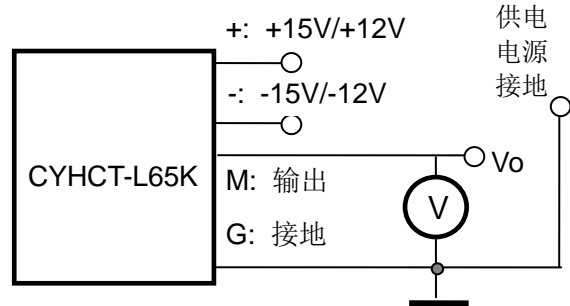 +: +15V/+12V
供电
电源
接地
-: -15V/-12V
CYHCT-L65K
M: 输出
Vo
V
G: 接地